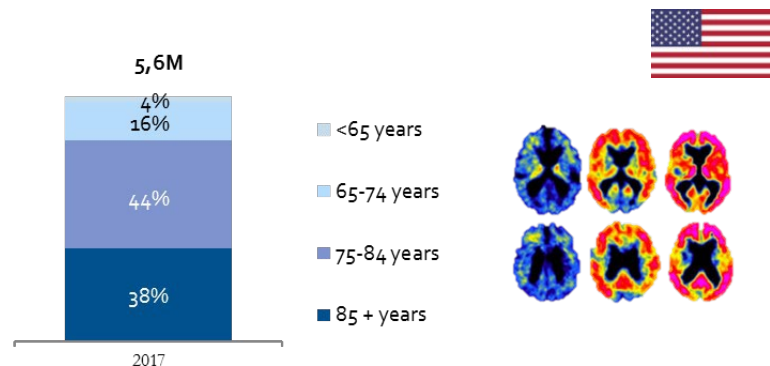 5,6M
4%
16%
44%
38%
2017
<65 years
65-74 years
75-84 years
85 + years